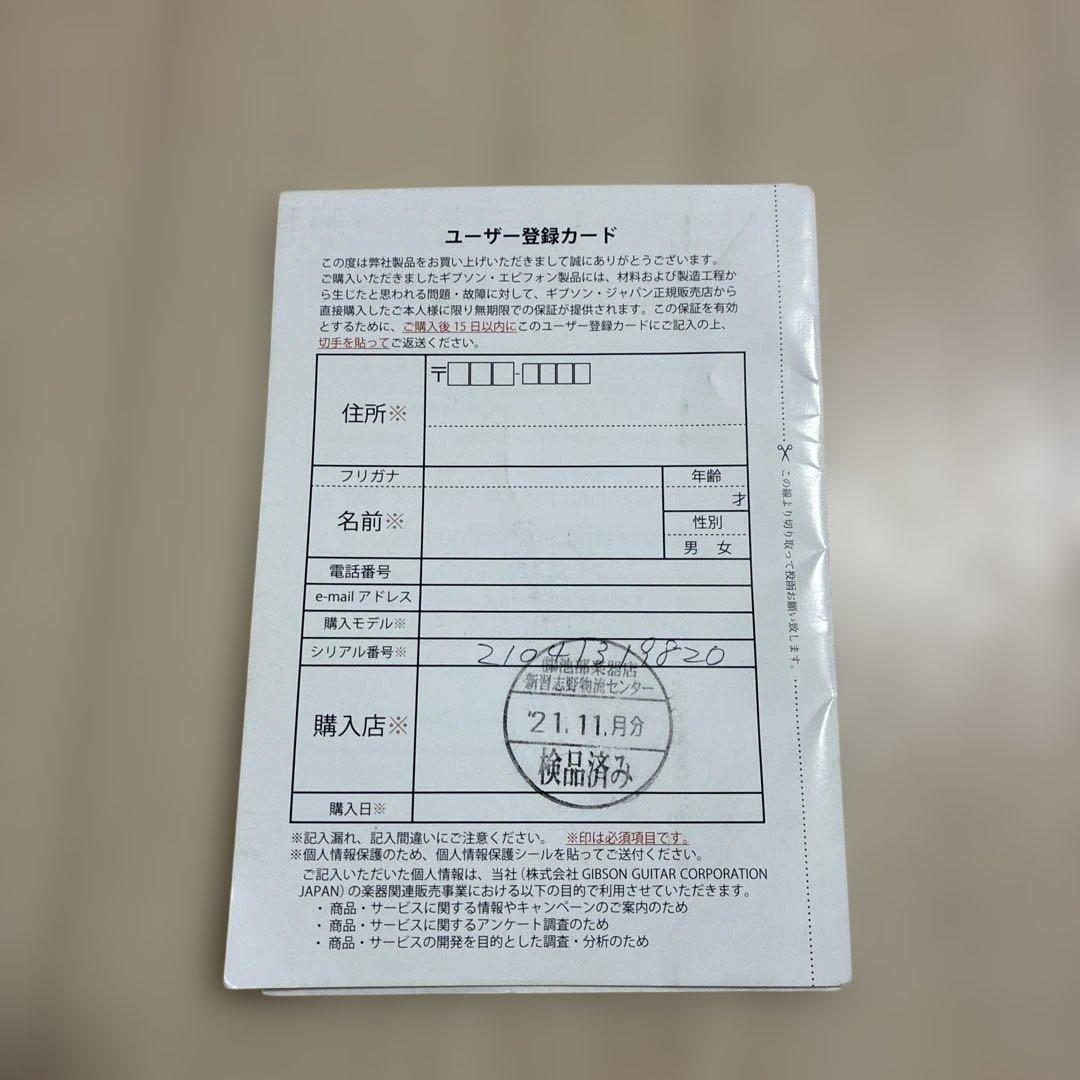 ユーザー登録カード
この度は弊社製品をお買い上げいただきまして誠にありがとうございます。
ご購入いただきましたギブソン・エピフォン製品には、材料および製造工程か
ら生じたと思われる問題・故障に対して、ギブソン・ジャパン正規販売店から
直接購入したご本人様に限り無期限での保証が提供されます。この保証を有効
とするために、ご購入後15日以内にこのユーザー登録カードにご記入の上、
切手を貼ってご返送ください。
〒 -
住所※
フリガナ
年齢
才
名前※
性別
男 女
電話番号
e-mail アドレス
購入モデル※
シリアル番号※ 21041319820
㈱池部楽器店
新習志野物流センター
購入店※
'21.11.月分
検品済み
購入日※
※記入漏れ、記入間違いにご注意ください。 ※印は必須項目です。
※個人情報保護のため、個人情報保護シールを貼ってご送付ください。
ご記入いただいた個人情報は、当社（株式会社 GIBSON GUITAR CORPORATION
JAPAN）の楽器関連販売事業における以下の目的で利用させていただきます。
・ 商品・サービスに関する情報やキャンペーンのご案内のため
・ 商品・サービスに関するアンケート調査のため
・ 商品・サービスの開発を目的とした調査・分析のため
この線より切り取って投函お願い致します。